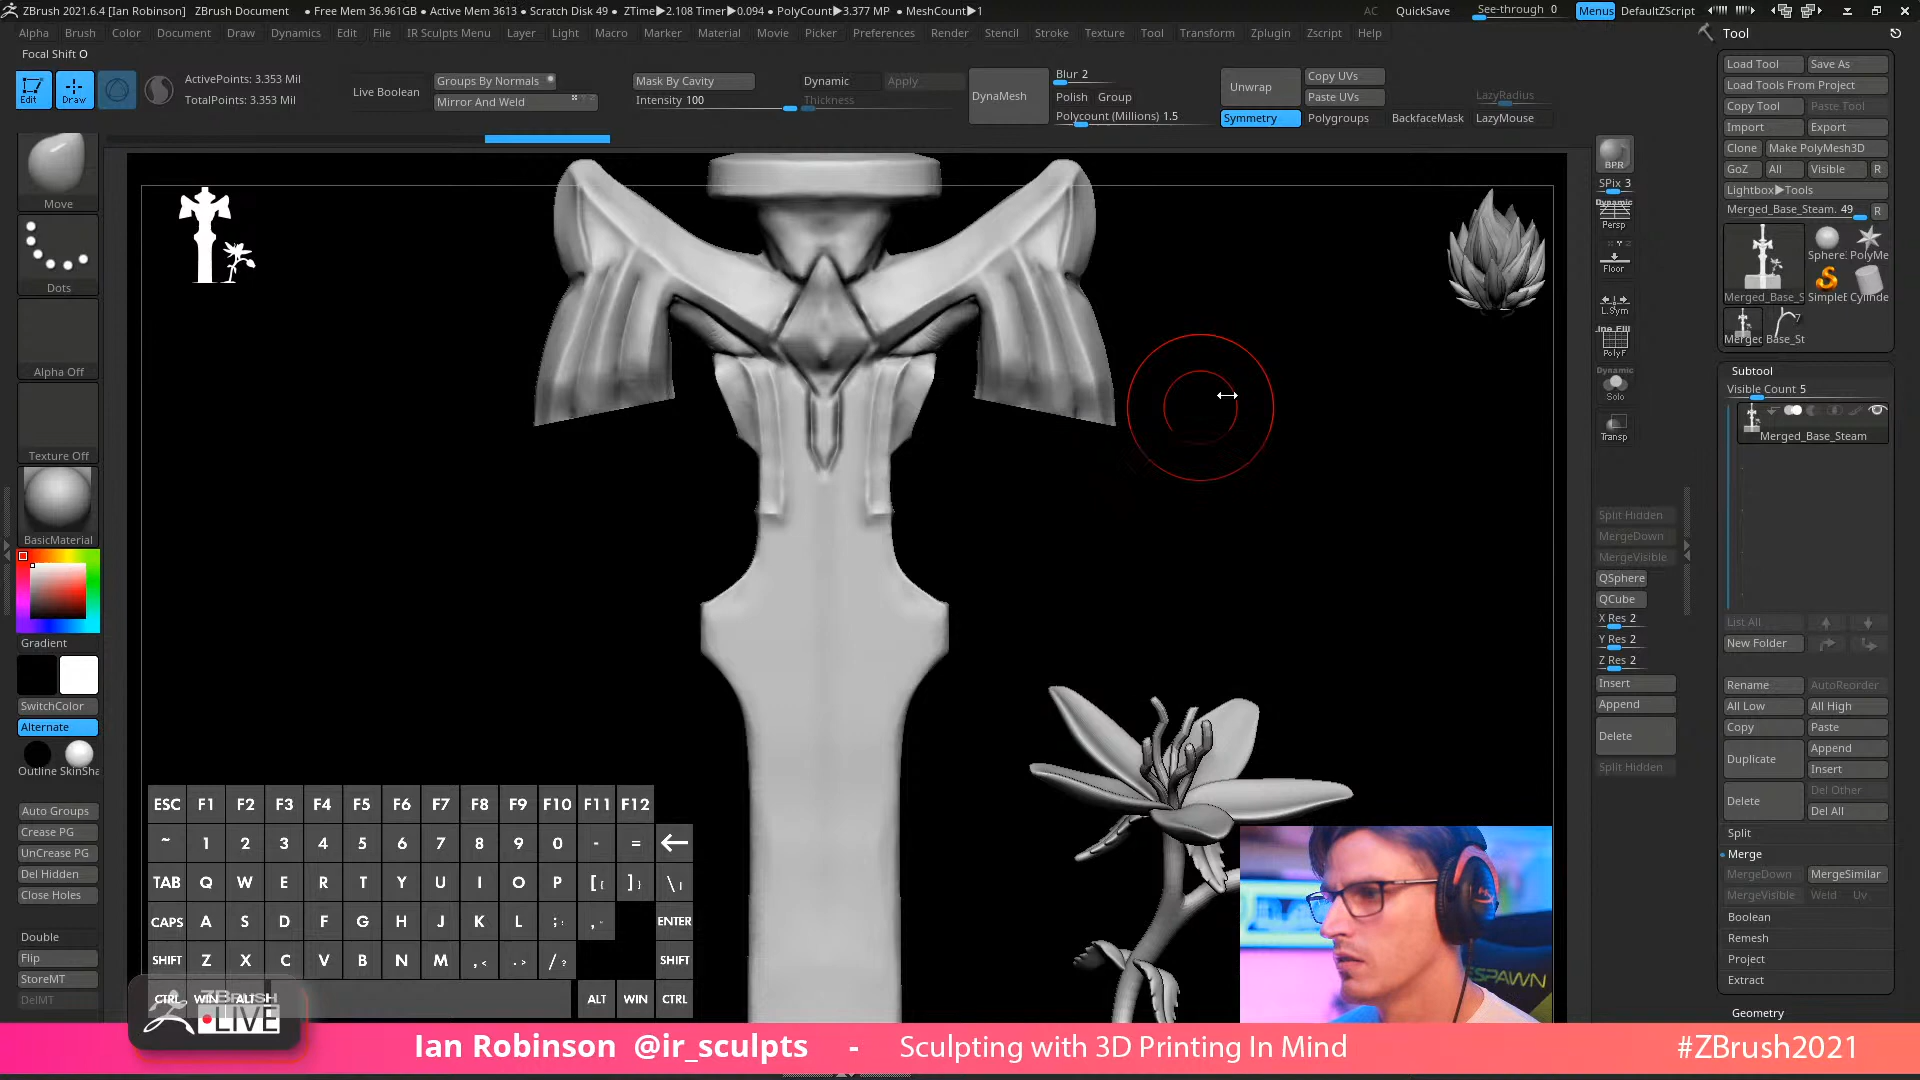 ZBrush 2021.6.4 [Ian Robinson] ZBrush Document • Free Mem 36.961GB • Active Mem 3613 • Scratch Disk 49 • ZTime▶2.108 Timer▶0.094 • PolyCount▶3.377 MP • MeshCount▶1 AC QuickSave See-through 0 Menus DefaultZScript
Alpha Brush Color Document Draw Dynamics Edit File IR Sculpts Menu Layer Light Macro Marker Material Movie Picker Preferences Render Stencil Stroke Texture Tool Transform Zplugin Zscript Help
Focal Shift 0
Edit Draw
ActivePoints: 3.353 Mil
TotalPoints: 3.353 Mil
Live Boolean
Groups By Normals
Mirror And Weld
Mask By Cavity
Intensity 100
Dynamic Apply
Thickness
DynaMesh
Blur 2
Polish Group
Polycount (Millions) 1.5
Unwrap
Copy UVs
Paste UVs
Symmetry Polygroups
LazyRadius
BackfaceMask LazyMouse
Move
Dots
Alpha Off
Texture Off
BasicMaterial
Gradient
SwitchColor
Alternate
Outline SkinSha
Auto Groups
Crease PG
UnCrease PG
Del Hidden
Close Holes
Double
Flip
StoreMT
DelMT
BPR
SPix 3
Dynamic
Persp
Floor
L.Sym
Line Fill
PolyF
Dynamic
Solo
Transp
Split Hidden
MergeDown
MergeVisible
QSphere
QCube
X Res 2
Y Res 2
Z Res 2
Insert
Append
Delete
Split Hidden
Tool
Load Tool Save As
Load Tools From Project
Copy Tool Paste Tool
Import Export
Clone Make PolyMesh3D
GoZ All Visible R
Lightbox▶Tools
Merged_Base_Steam. 49 R
Sphere. PolyMe
Merged_Base_S SimpleB Cylinde
7
Merged Base_St
Subtool
Visible Count 5
Merged_Base_Steam
List All
New Folder
Rename AutoReorder
All Low All High
Copy Paste
Duplicate Append
Insert
Delete Del Other
Del All
Split
Merge
MergeDown MergeSimilar
MergeVisible Weld Uv
Boolean
Remesh
Project
Extract
Geometry
ESC F1 F2 F3 F4 F5 F6 F7 F8 F9 F10 F11 F12
~ 1 2 3 4 5 6 7 8 9 0 - =
TAB Q W E R T Y U I O P [ { ] } \ |
CAPS A S D F G H J K L ; : , " ENTER
SHIFT Z X C V B N M , < . > / ? SHIFT
CTRL WIN ALT ALT WIN CTRL
ZBRUSH
LIVE
ESPAWN
Ian Robinson @ir_sculpts - Sculpting with 3D Printing In Mind #ZBrush2021